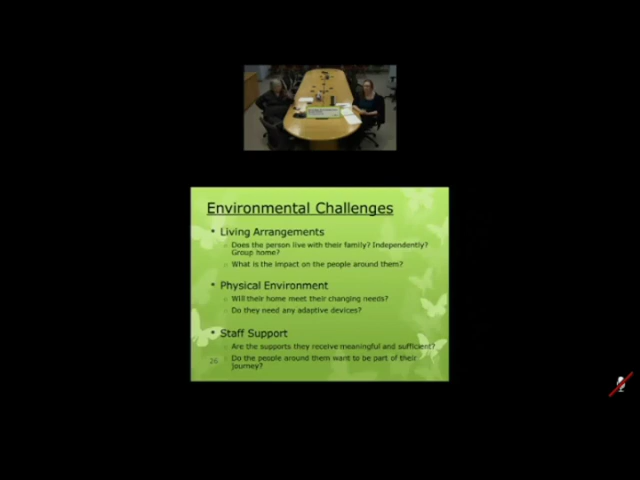 Environmental Challenges
• Living Arrangements
Does the person live with their family? Independently?
Group home?
What is the impact on the people around them?
• Physical Environment
Will their home meet their changing needs?
Do they need any adaptive devices?
• Staff Support
Are the supports they receive meaningful and sufficient?
Do the people around them want to be part of their
journey?
26